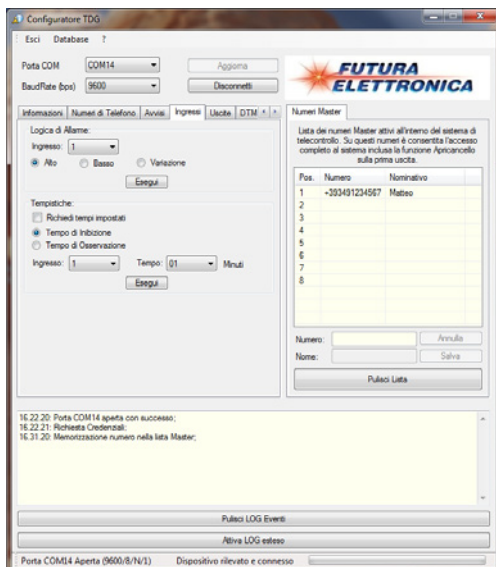 Configuratore TDG
Esci Database ?
Porta COM COM14 Aggiorna
BaudRate (bps) 9600 Disconnetti
FUTURA
ELETTRONICA
Informazioni Numeri di Telefono Avvisi Ingressi Uscite DTM
Logica di Allarme:
Ingresso: 1
Alto Basso Variazione
Esegui
Tempistiche:
Richiedi tempi impostati
Tempo di Inibizione
Tempo di Osservazione
Ingresso: 1 Tempo: 01 Minuti
Esegui
Numeri Master
Lista dei numeri Master attivi all'interno del sistema di
telecontrollo. Su questi numeri è consentita l'accesso
completo al sistema inclusa la funzione Apricancello
sulla prima uscita.
Pos. Numero Nominativo
1 +393491234567 Matteo
2
3
4
5
6
7
8
Numero: Annulla
Nome: Salva
Pulisci Lista
16.22.20: Porta COM14 aperta con successo;
16.22.21: Richiesta Credenziali;
16.31.20: Memorizzazione numero nella lista Master;
Pulisci LOG Eventi
Attiva LOG esteso
Porta COM14 Aperta (9600/8/N/1) Dispositivo rilevato e connesso